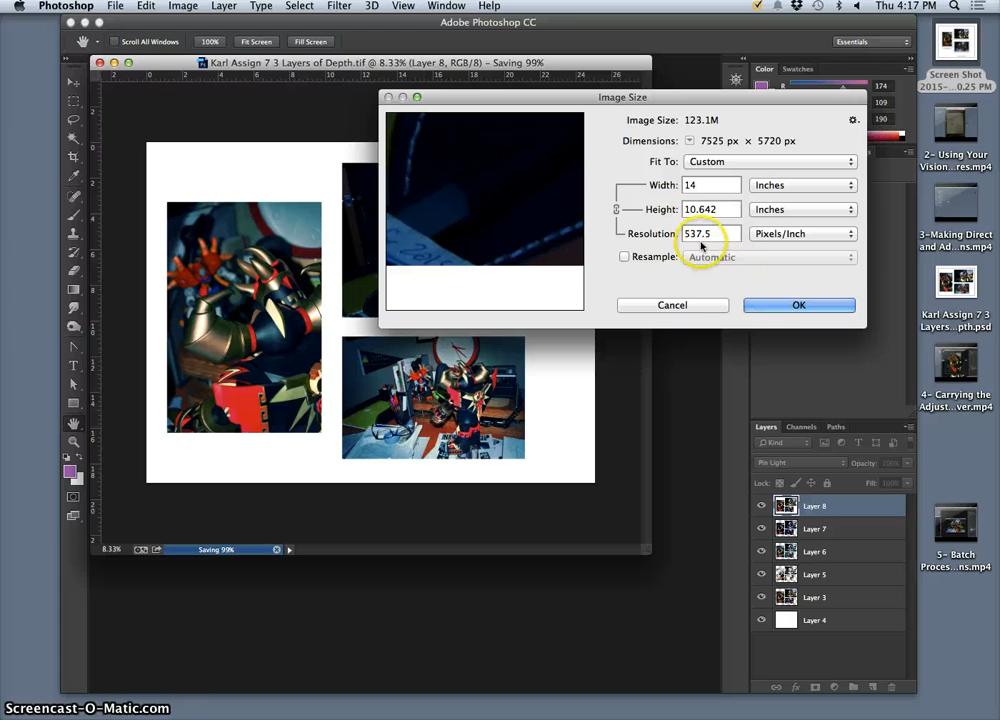 Photoshop File Edit Image Layer Type Select Filter 3D View Window Help Thu 4:17 PM
Adobe Photoshop CC
Scroll All Windows 100% Fit Screen Fill Screen Essentials
Karl Assign 7 3 Layers of Depth.tif @ 8.33% (Layer 8, RGB/8) - Saving 99%
Color Swatches
R 174
109
190
Image Size
Image Size: 123.1M
Dimensions: 7525 px × 5720 px
Fit To: Custom
Width: 14 Inches
Height: 10.642 Inches
Resolution: 537.5 Pixels/Inch
Resample: Automatic
Cancel OK
8.33% Saving 99%
Layers Channels Paths
Kind
Pin Light Opacity: 100%
Lock: Fill: 100%
Layer 8
Layer 7
Layer 6
Layer 5
Layer 3
Layer 4
Screen Shot
2015-...0.25 PM
2- Using Your
Vision...rs.mp4
3-Making Direct
and Ad...ns.mp4
Karl Assign 7 3
Layers...pth.psd
4- Carrying the
Adjust...ver.mp4
5- Batch
Proces...ns.mp4
Screencast-O-Matic.com